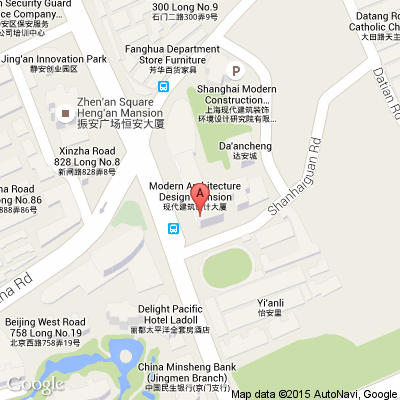 n Security Guard
fice Company...
安区保安服务
公司...
300 Long No.9
石门二路300弄9号
Datang Ro
Catholic Ch
大田路天主
Fanghua Department
Store Furniture
芳华百货家具
Jing'an Innovation Park
静安创业园区
P
Datian Rd
Shanghai Modern
Construction...
上海现代建筑装饰
环境设计研究院有限...
Zhen'an Square
Heng'an Mansion
振安广场恒安大厦
Da'ancheng
达安城
Xinzha Road
828 Long No.8
新闸路828弄8号
Modern Architecture
Design Mansion
现代建筑设计大厦
A
Shanhaiguan Rd
a Road
ong No.86
888弄86号
na Rd
Yi'anli
怡安里
Delight Pacific
Hotel Ladoll
丽都太平洋全套房酒店
Beijing West Road
758 Long No.19
北京西路758弄19号
China Minsheng Bank
(Jingmen Branch)
中国民生银行(京门支行)
Google
Map data ©2015 AutoNavi, Google